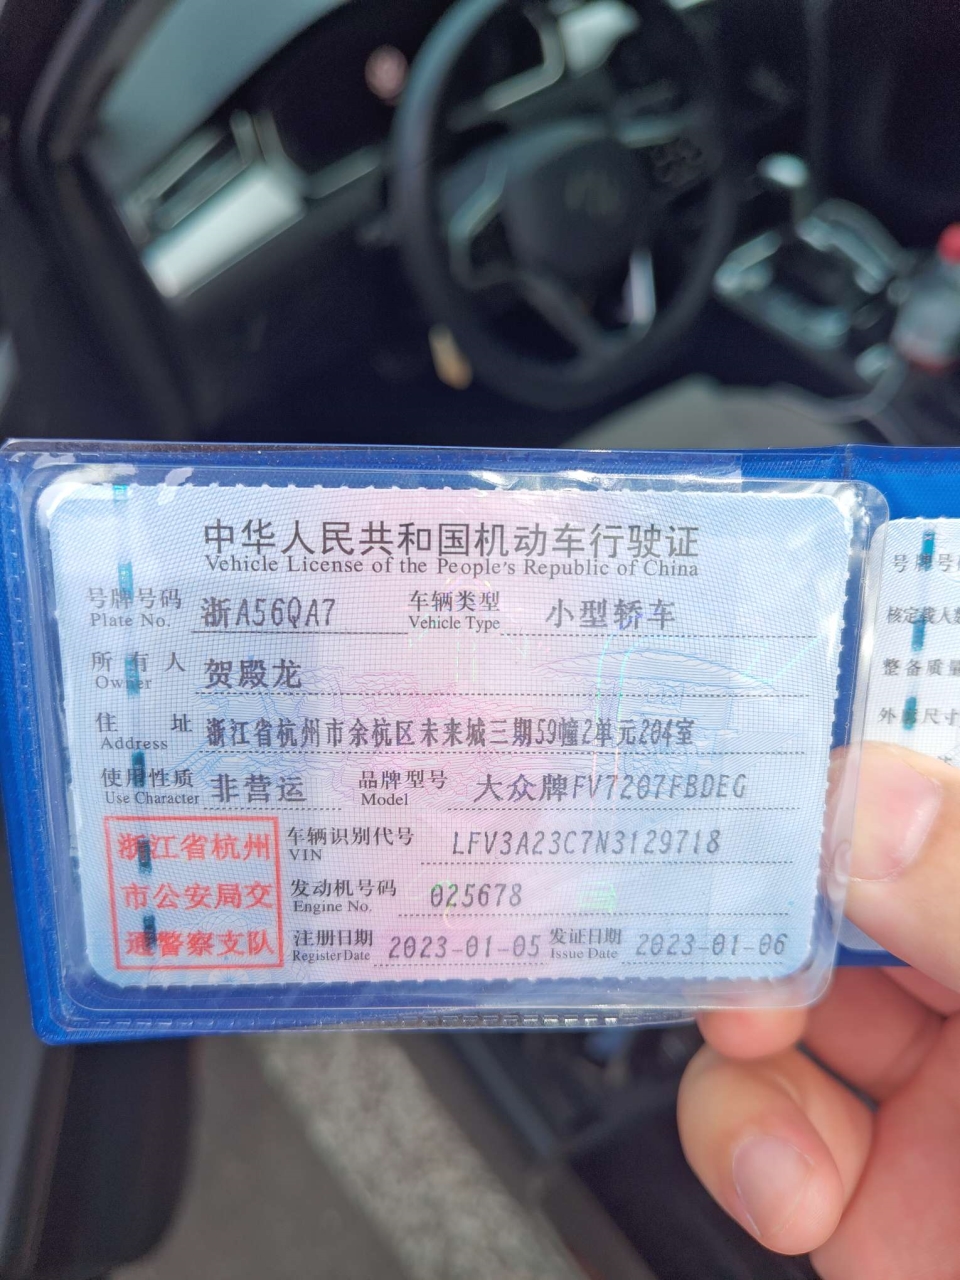 中华人民共和国机动车行驶证
Vehicle License of the People's Republic of China
号牌号码 浙A56QA7 车辆类型 小型轿车
Plate No. Vehicle Type
所有人 贺殿龙
Owner
住址 浙江省杭州市余杭区未来城三期59幢2单元204室
Address
使用性质 非营运 品牌型号 大众牌FV7207FBDEG
Use Character Model
浙江省杭州
市公安局交
通警察支队
车辆识别代号 LFV3A23C7N3129718
VIN
发动机号码 025678
Engine No.
注册日期 2023-01-05 发证日期 2023-01-06
Register Date Issue Date
号牌号
核定载人数
整备质量
外廓尺寸